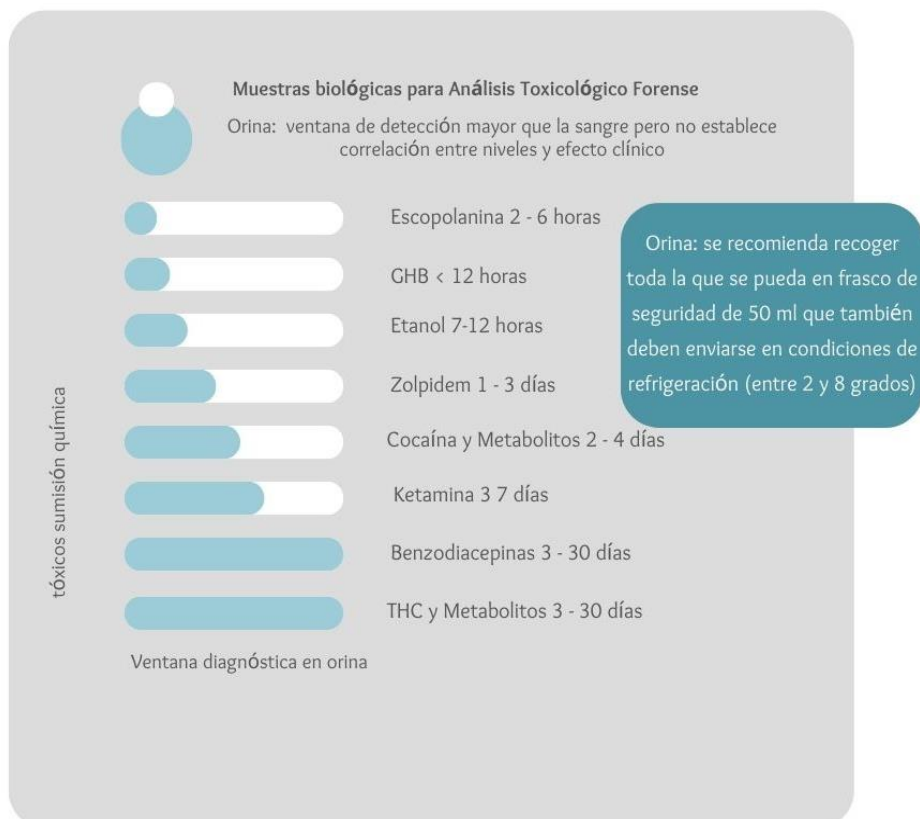 Muestras biológicas para Análisis Toxicológico Forense
Orina: ventana de detección mayor que la sangre pero no establece
correlación entre niveles y efecto clínico
Escopolanina 2 - 6 horas
GHB < 12 horas
Etanol 7-12 horas
Zolpidem 1 - 3 días
Cocaína y Metabolitos 2 - 4 días
Ketamina 3 7 días
Benzodiacepinas 3 - 30 días
THC y Metabolitos 3 - 30 días
Ventana diagnóstica en orina
tóxicos sumisión química
Orina: se recomienda recoger
toda la que se pueda en frasco de
seguridad de 50 ml que también
deben enviarse en condiciones de
refrigeración (entre 2 y 8 grados)